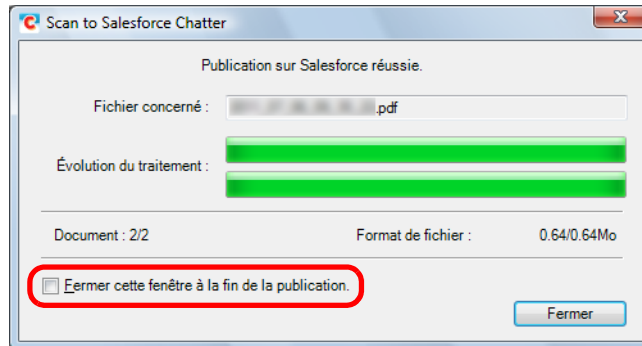 Scan to Salesforce Chatter
Publication sur Salesforce réussie.
Fichier concerné : .pdf
Évolution du traitement :
Document : 2/2 Format de fichier : 0.64/0.64Mo
Fermer cette fenêtre à la fin de la publication.
Fermer